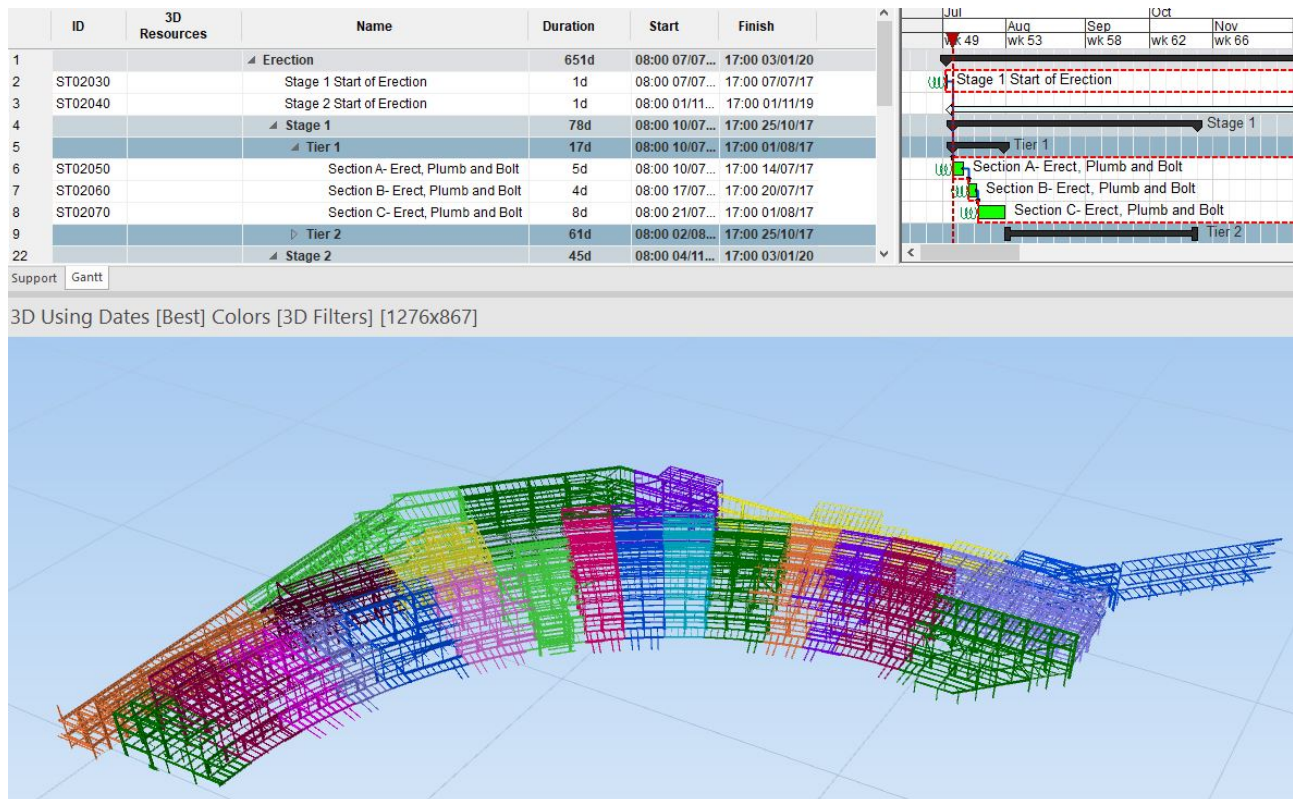 ID 3D Resources Name Duration Start Finish
Jul Oct
Aug Sep Nov
wk 49 wk 53 wk 58 wk 62 wk 66
1 Erection 651d 08:00 07/07... 17:00 03/01/20
2 ST02030 Stage 1 Start of Erection 1d 08:00 07/07... 17:00 07/07/17 Stage 1 Start of Erection
3 ST02040 Stage 2 Start of Erection 1d 08:00 01/11... 17:00 01/11/19
4 Stage 1 78d 08:00 10/07... 17:00 25/10/17 Stage 1
5 Tier 1 17d 08:00 10/07... 17:00 01/08/17 Tier 1
6 ST02050 Section A- Erect, Plumb and Bolt 5d 08:00 10/07... 17:00 14/07/17 Section A- Erect, Plumb and Bolt
7 ST02060 Section B- Erect, Plumb and Bolt 4d 08:00 17/07... 17:00 20/07/17 Section B- Erect, Plumb and Bolt
8 ST02070 Section C- Erect, Plumb and Bolt 8d 08:00 21/07... 17:00 01/08/17 Section C- Erect, Plumb and Bolt
9 Tier 2 61d 08:00 02/08... 17:00 25/10/17 Tier 2
22 Stage 2 45d 08:00 04/11... 17:00 03/01/20
Support Gantt
3D Using Dates [Best] Colors [3D Filters] [1276x867]